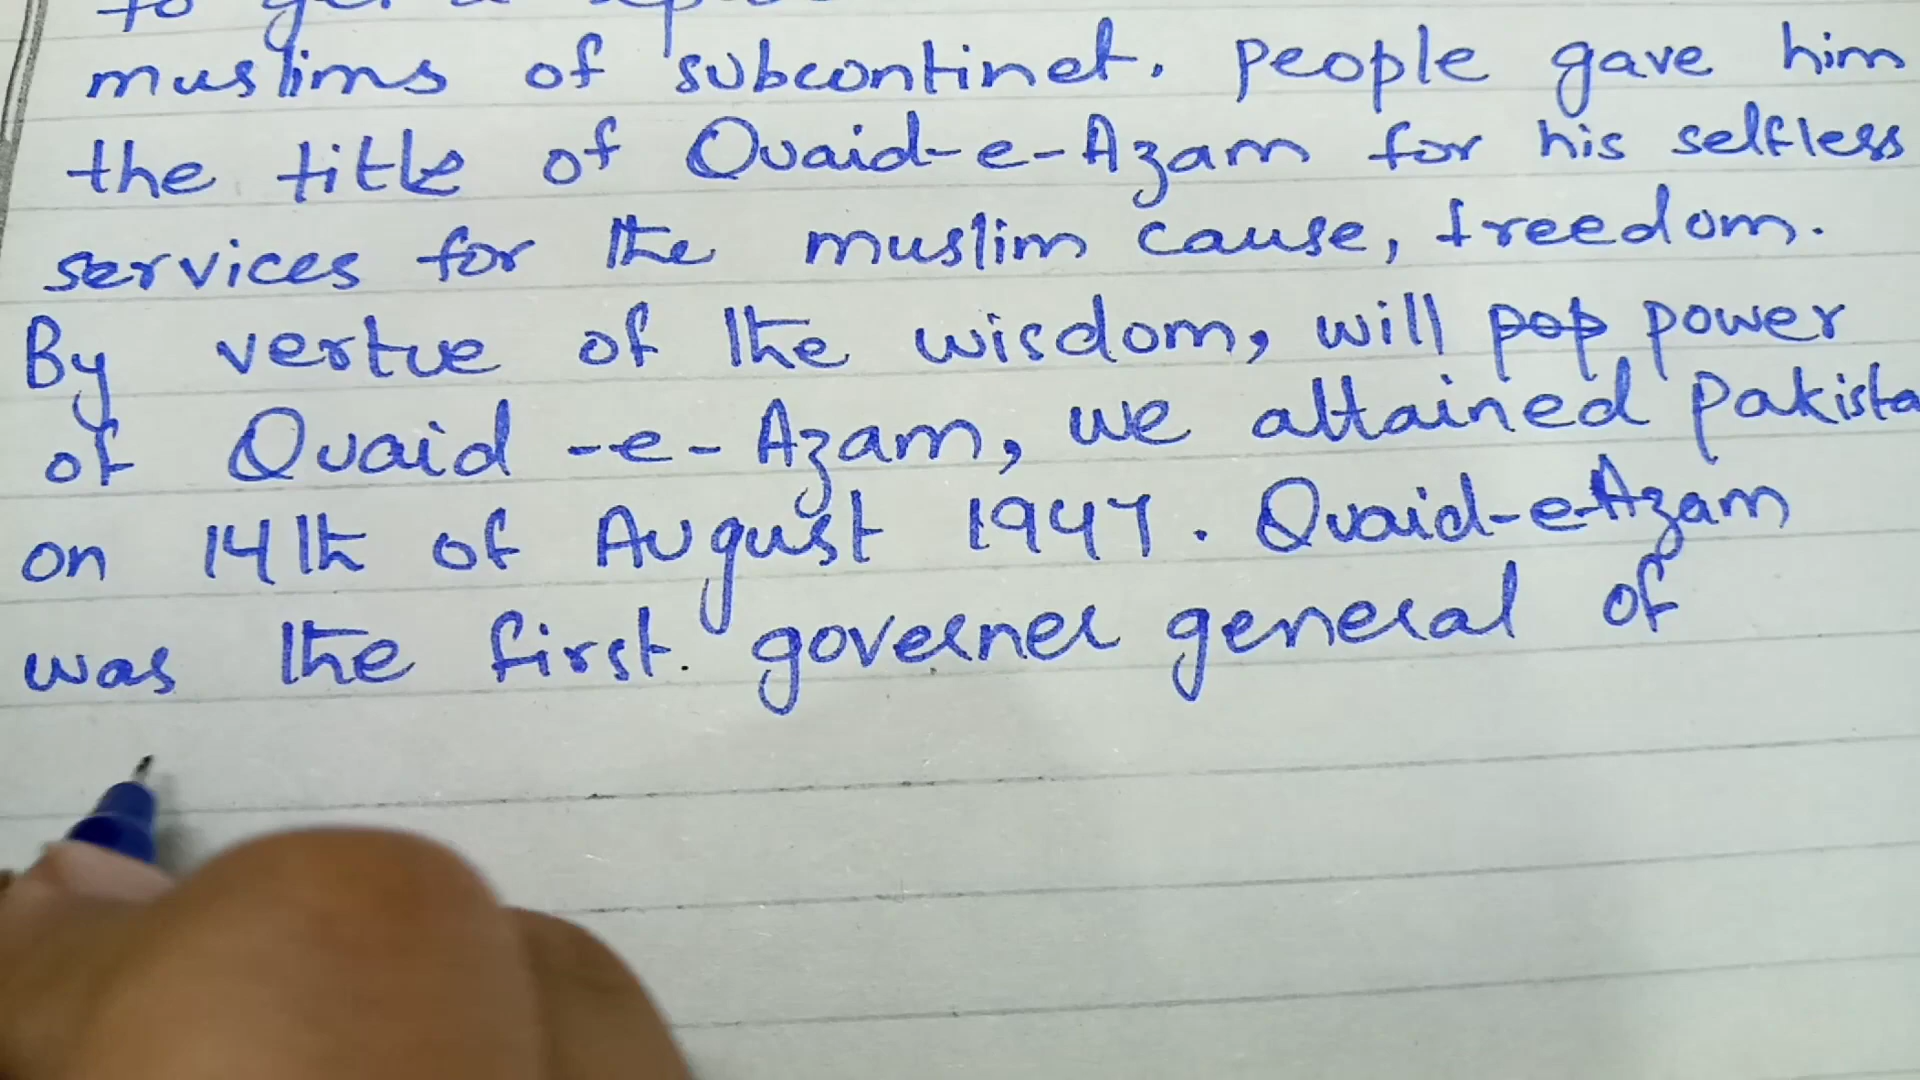 to get a
muslims of subcontinet. people gave him
the title of Quaid-e-Azam for his selfless
services for the muslim cause, freedom.
By vertue of the wisdom, will pop power
of Quaid -e- Azam, we attained pakista
on 14th of August 1947. Quaid-e-Azam
was the first. governer general of